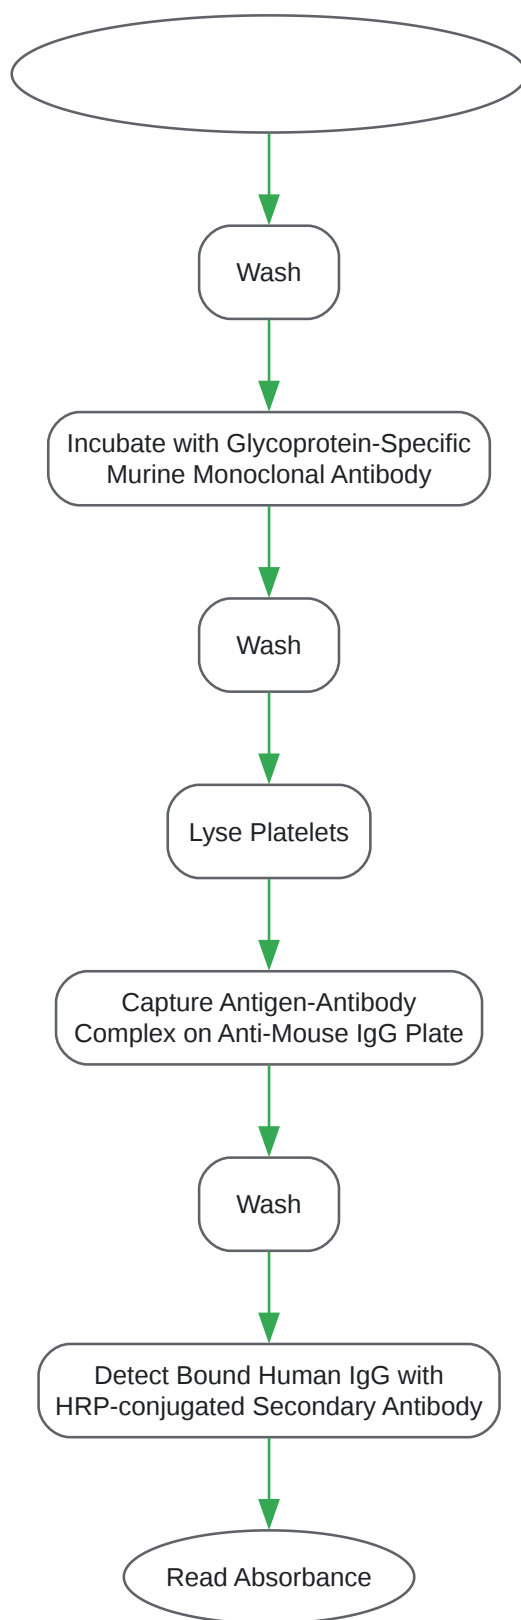 Wash
Incubate with Glycoprotein-Specific
Murine Monoclonal Antibody
Wash
Lyse Platelets
Capture Antigen-Antibody
Complex on Anti-Mouse IgG Plate
Wash
Detect Bound Human IgG with
HRP-conjugated Secondary Antibody
Read Absorbance